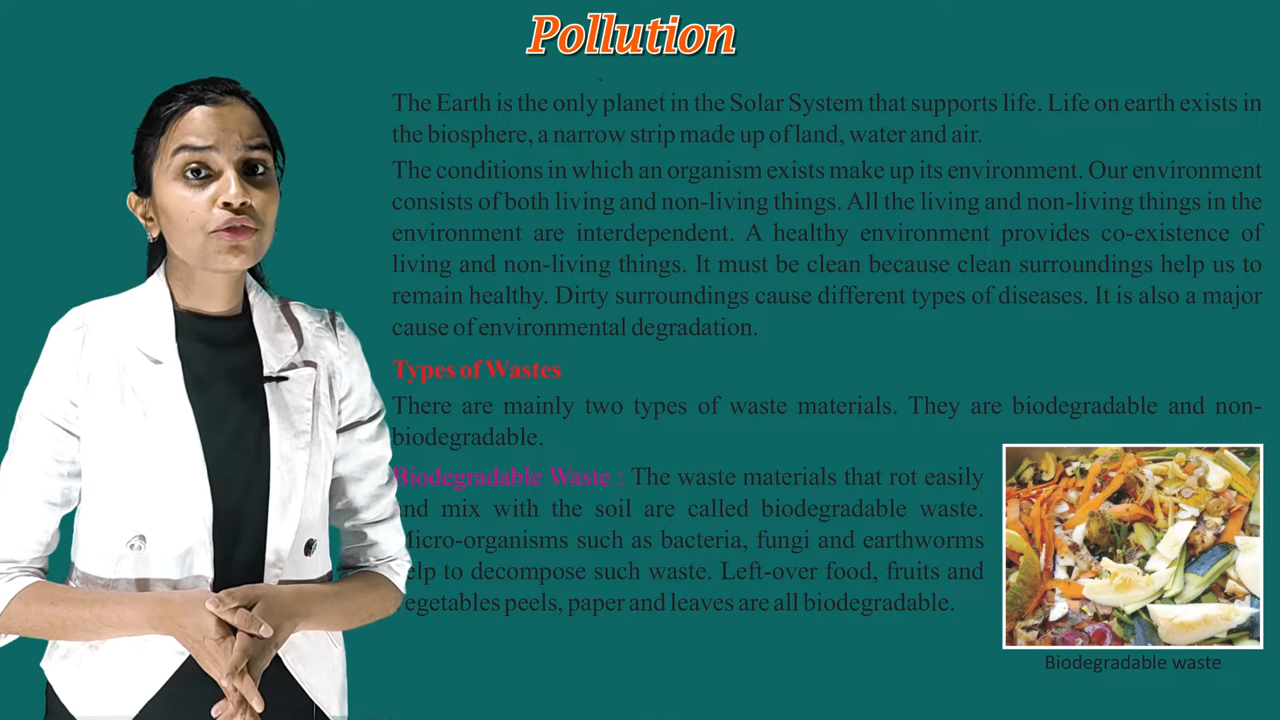 Pollution
The Earth is the only planet in the Solar System that supports life. Life on earth exists in
the biosphere, a narrow strip made up of land, water and air.
The conditions in which an organism exists make up its environment. Our environment
consists of both living and non-living things. All the living and non-living things in the
environment are interdependent. A healthy environment provides co-existence of
living and non-living things. It must be clean because clean surroundings help us to
remain healthy. Dirty surroundings cause different types of diseases. It is also a major
cause of environmental degradation.
Types of Wastes
There are mainly two types of waste materials. They are biodegradable and non-
biodegradable.
Biodegradable Waste : The waste materials that rot easily
and mix with the soil are called biodegradable waste.
Micro-organisms such as bacteria, fungi and earthworms
help to decompose such waste. Left-over food, fruits and
vegetables peels, paper and leaves are all biodegradable.
Biodegradable waste